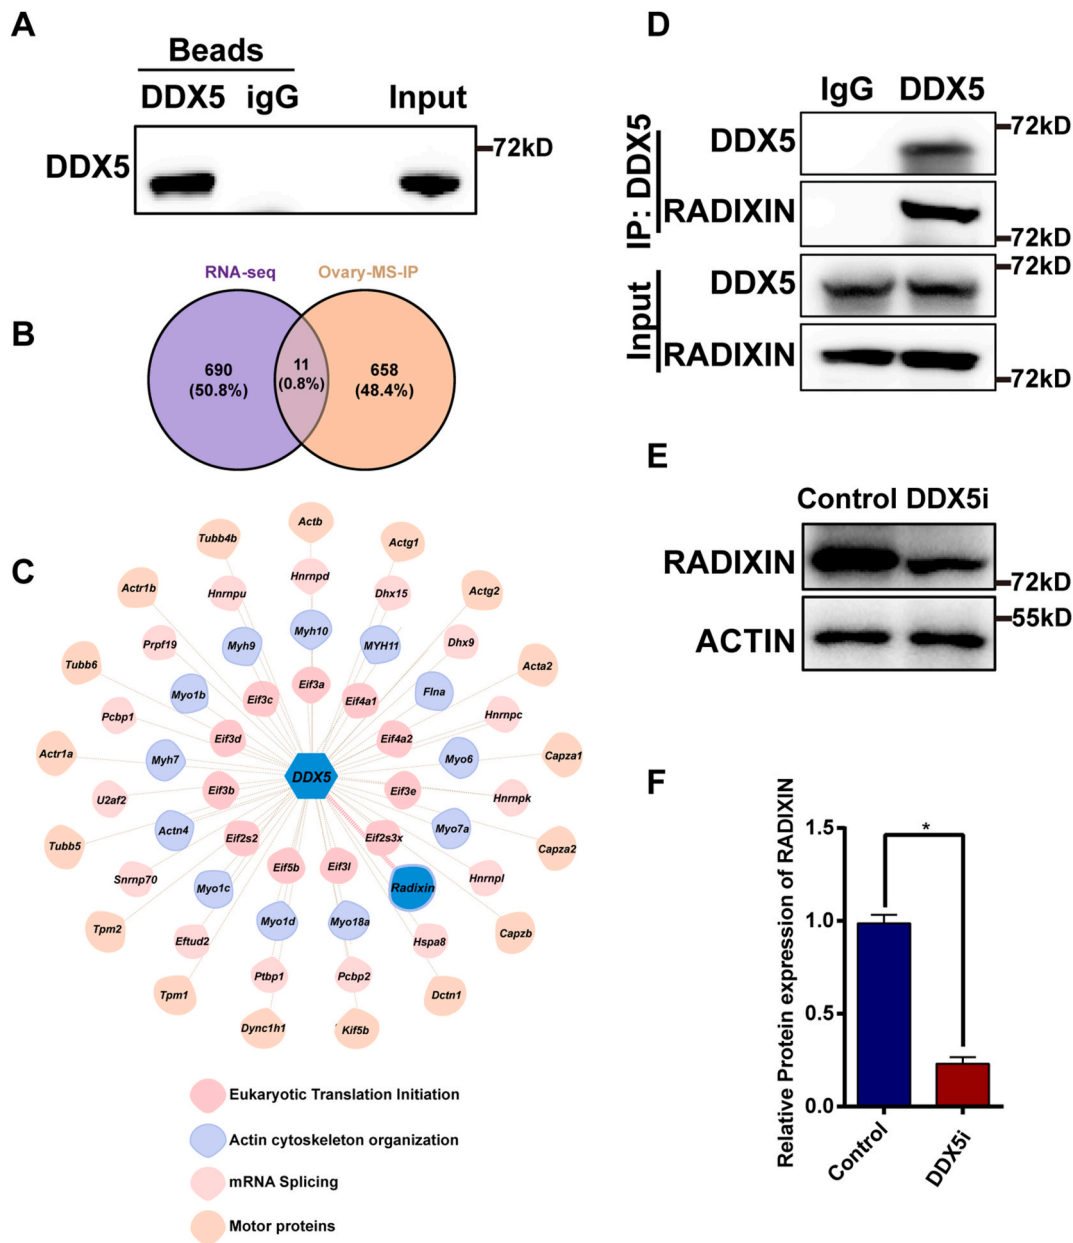 A
Beads
DDX5 igG Input
DDX5
72kD
B
RNA-seq Ovary-MS-IP
690
(50.8%)
11
(0.8%)
658
(48.4%)
C
Actb
Tubb4b
Actg1
Hnrnpd
Actr1b
Hnrnpu
Dhx15
Actg2
Myh10
Prpf19
Myh9
MYH11
Dhx9
Tubb6
Acta2
Eif3a
Myo1b
Eif3c
Eif4a1
Flna
Pcbp1
Hnrnpc
Eif3d
Eif4a2
Actr1a
Myh7
Myo6
Capza1
DDX5
U2af2
Eif3b
Eif3e
Hnrnpk
Tubb5
Actn4
Eif2s2
Eif2s3x
Myo7a
Capza2
Eif5b
Eif3l
Snrnp70
Myo1c
Radixin
Hnrnpl
Tpm2
Eftud2
Myo1d
Myo18a
Hspa8
Capzb
Ptbp1
Pcbp2
Tpm1
Dctn1
Dync1h1
Kif5b
Eukaryotic Translation Initiation
Actin cytoskeleton organization
mRNA Splicing
Motor proteins
D
IgG DDX5
IP: DDX5
DDX5
72kD
RADIXIN
72kD
Input
DDX5
72kD
RADIXIN
72kD
E
Control DDX5i
RADIXIN
72kD
ACTIN
55kD
F
Relative Protein expression of RADIXIN
1.5
1.0
0.5
0.0
*
Control
DDX5i